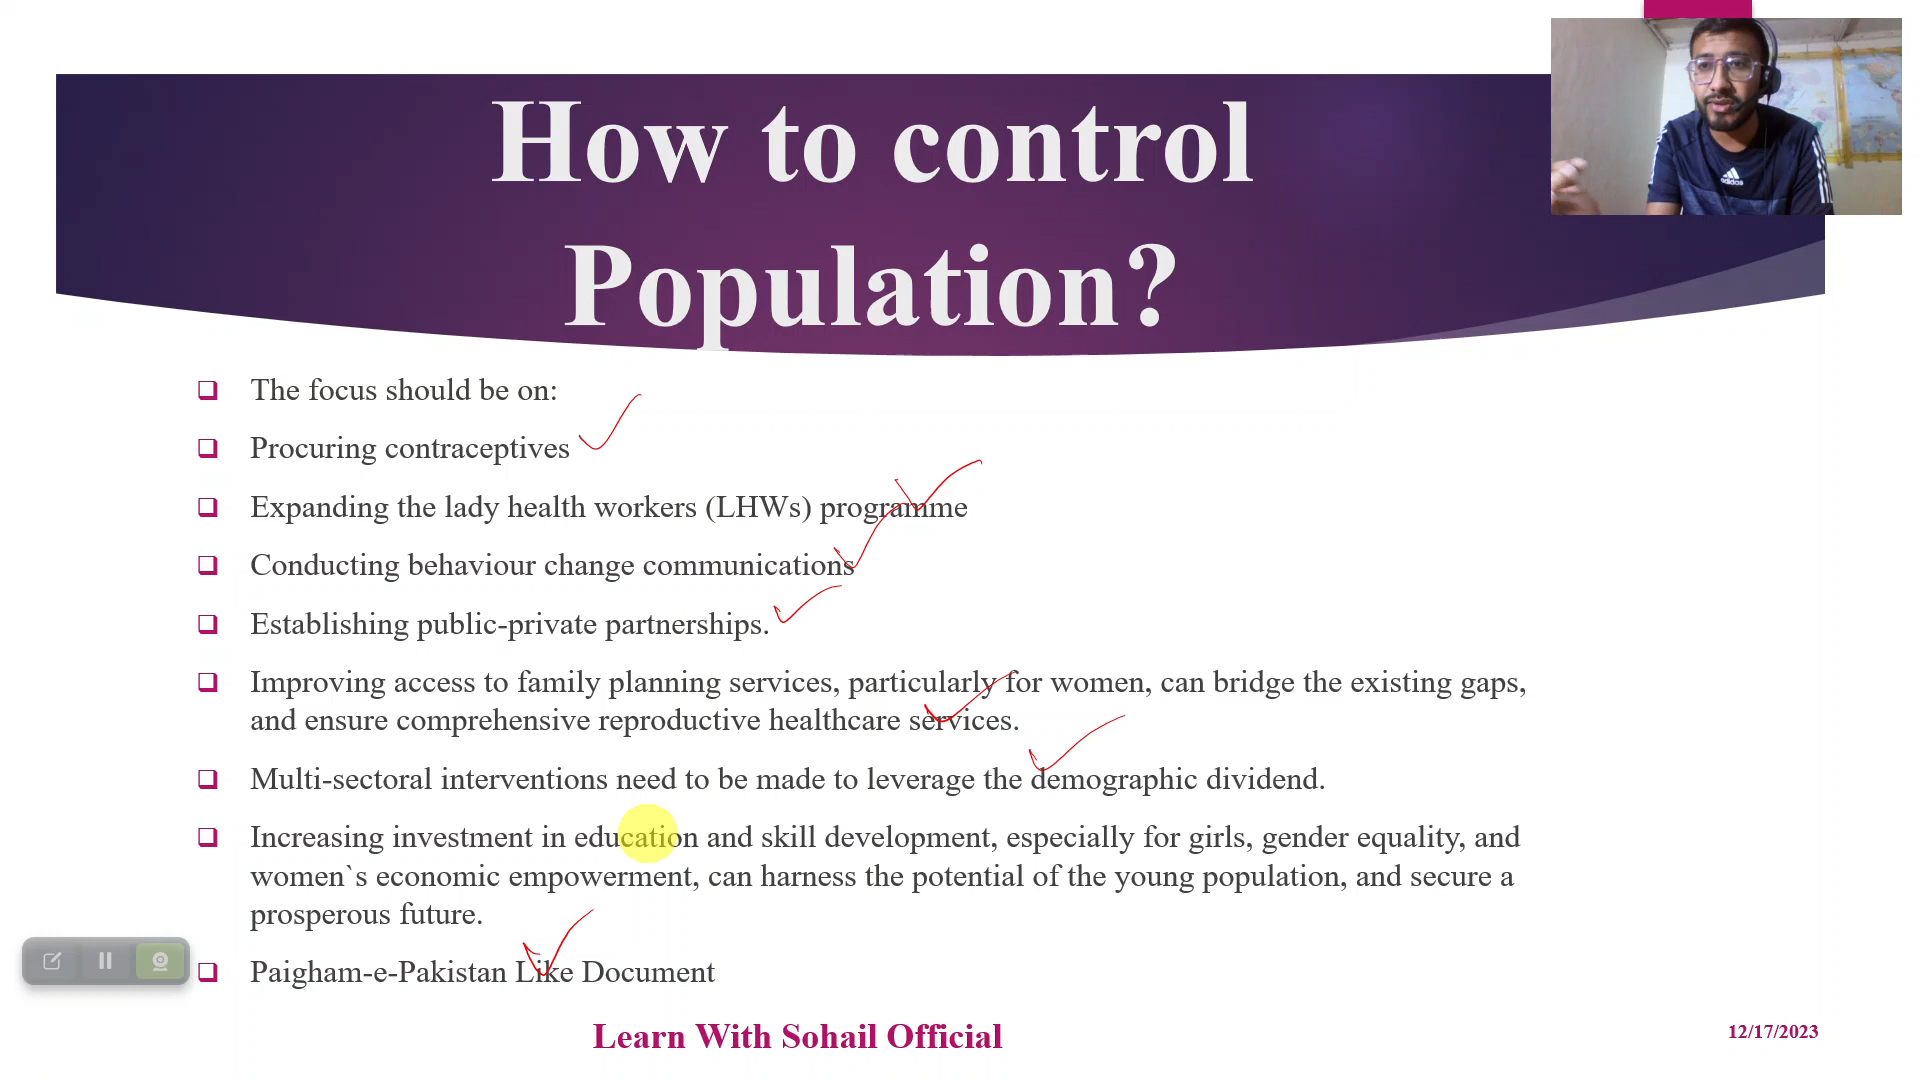 How to control
Population?
The focus should be on:
Procuring contraceptives
Expanding the lady health workers (LHWs) programme
Conducting behaviour change communications
Establishing public-private partnerships.
Improving access to family planning services, particularly for women, can bridge the existing gaps,
and ensure comprehensive reproductive healthcare services.
Multi-sectoral interventions need to be made to leverage the demographic dividend.
Increasing investment in education and skill development, especially for girls, gender equality, and
women`s economic empowerment, can harness the potential of the young population, and secure a
prosperous future.
Paigham-e-Pakistan Like Document
Learn With Sohail Official
12/17/2023
adidas